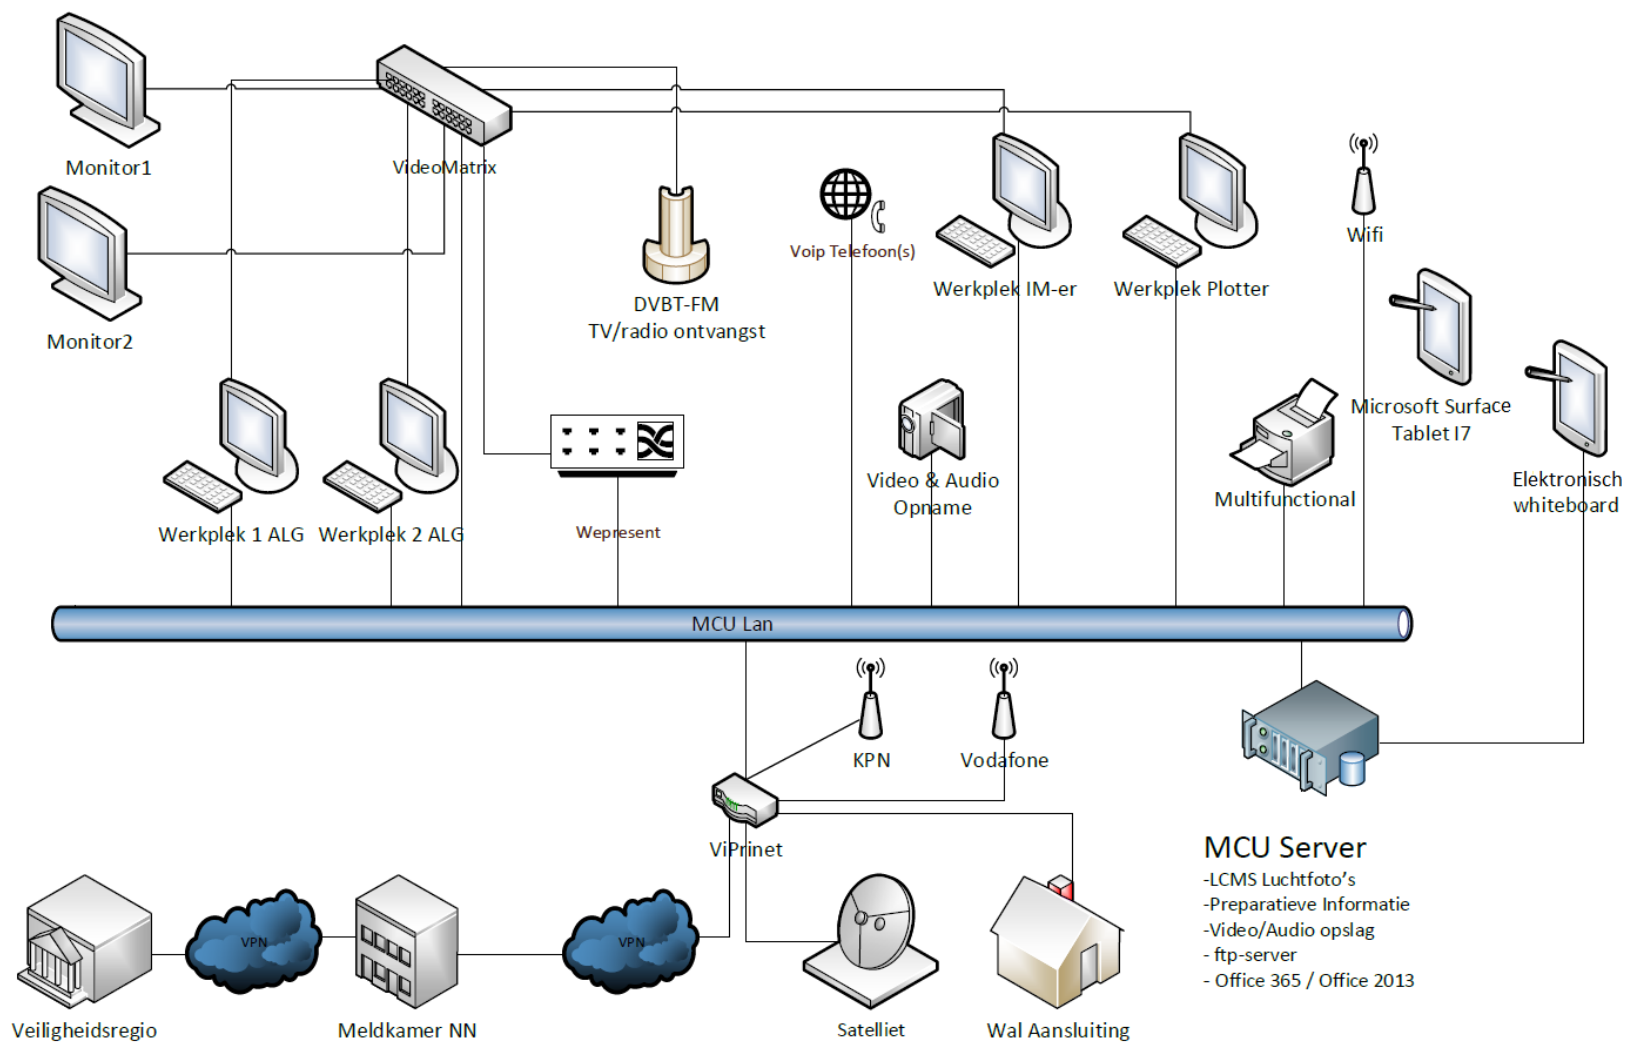 Monitor1
VideoMatrix
Monitor2
DVBT-FM
TV/radio ontvangst
Voip Telefoon(s)
Werkplek IM-er
Werkplek Plotter
Wifi
Microsoft Surface
Tablet I7
Elektronisch
whiteboard
Werkplek 1 ALG
Werkplek 2 ALG
Wepresent
Video & Audio
Opname
Multifunctional
MCU Lan
KPN
Vodafone
ViPrinet
MCU Server
-LCMS Luchtfoto’s
-Preparatieve Informatie
-Video/Audio opslag
- ftp-server
- Office 365 / Office 2013
VPN
VPN
Veiligheidsregio
Meldkamer NN
Satelliet
Wal Aansluiting